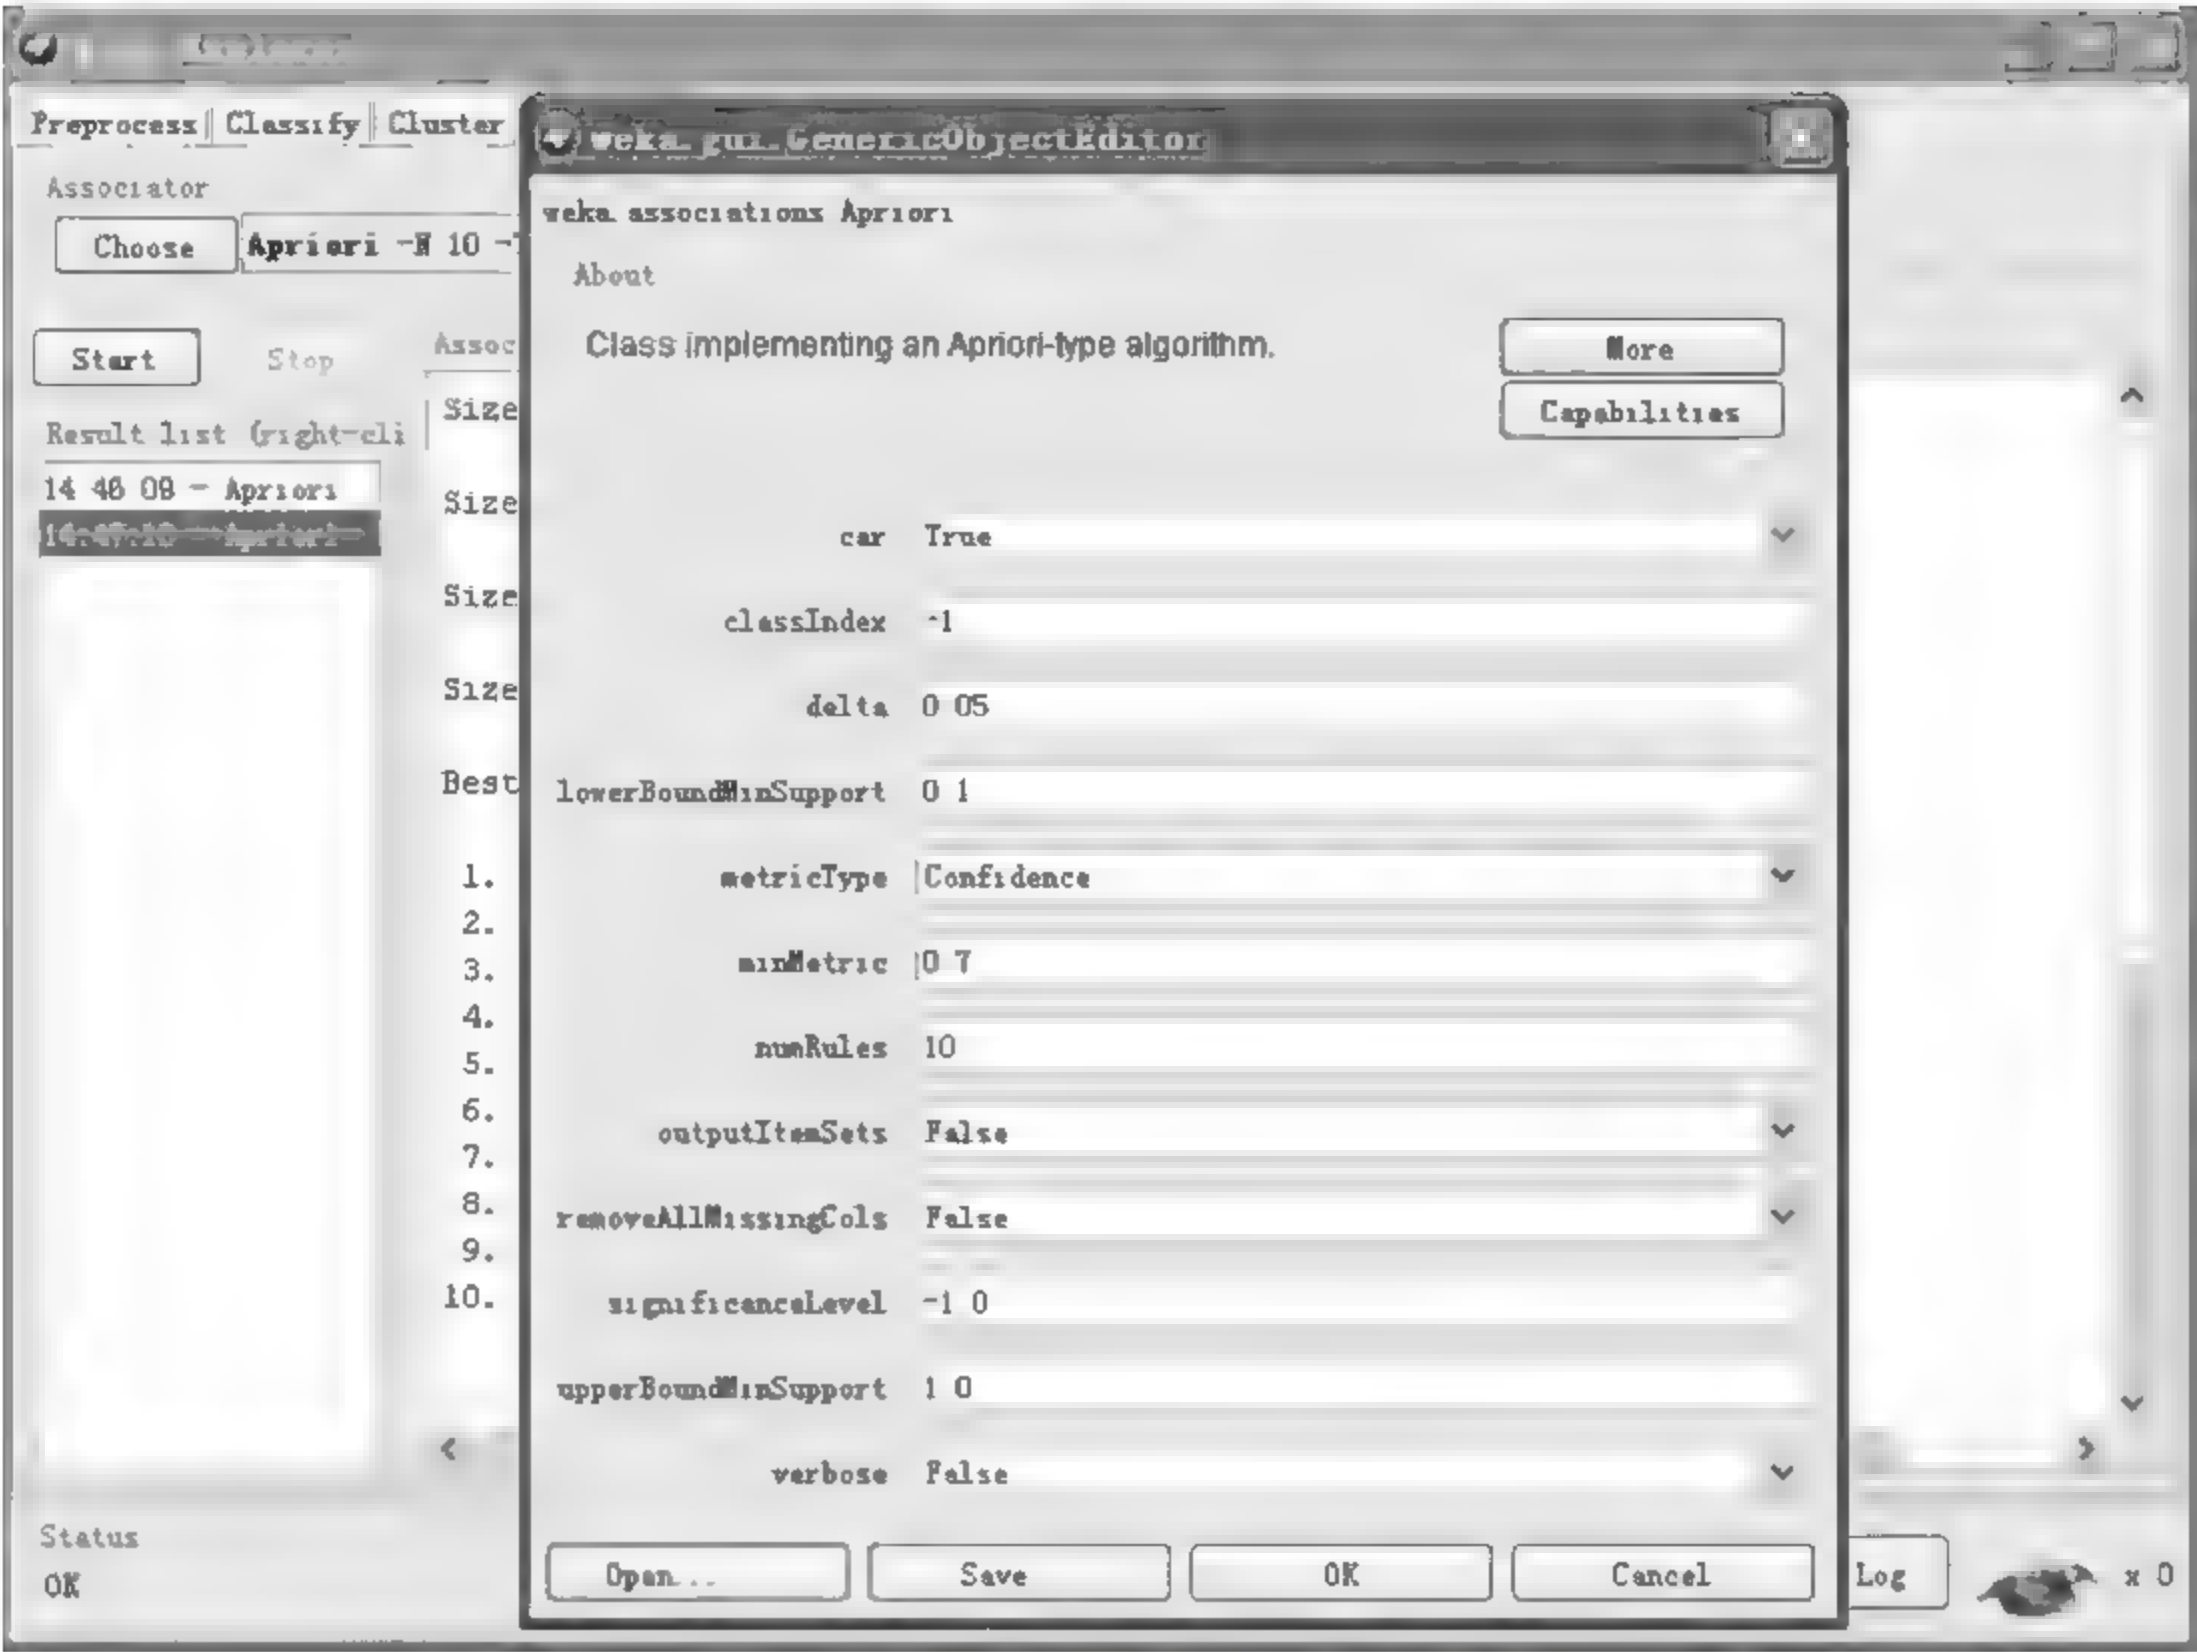 Preprocess Classify Cluster
weka.gui.GenericObjectEditor
Associator
Choose
Apriori -N 10 -
weka associations Apriori
About
Class implementing an Apriori-type algorithm.
More
Capabilities
Start
Stop
Assoc
Result list (right-cli
14 46 09 - Apriori
Size
Size
Size
Size
Best
1.
2.
3.
4.
5.
6.
7.
8.
9.
10.
car True
classIndex -1
delta 0 05
lowerBoundMinSupport 0 1
metricType Confidence
minMetric 0 7
numRules 10
outputItemSets False
removeAllMissingCols False
significanceLevel -1 0
upperBoundMinSupport 1 0
verbose False
Open...
Save
OK
Cancel
Status
OK
Log
x 0